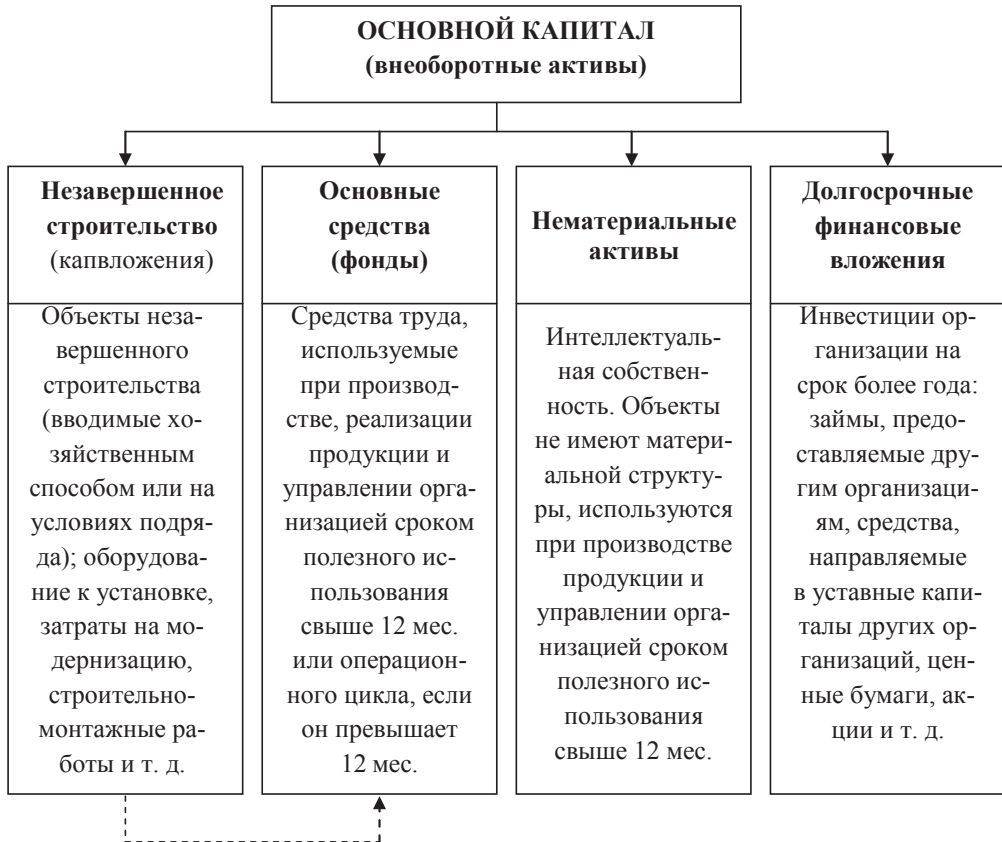 ОСНОВНОЙ КАПИТАЛ
(внеоборотные активы)
Незавершенное
строительство
(капвложения)
Объекты неза-
вершенного
строительства
(вводимые хо-
зяйственным
способом или на
условиях подря-
да); оборудова-
ние к установке,
затраты на мо-
дернизацию,
строительно-
монтажные ра-
боты и т. д.
Основные
средства
(фонды)
Средства труда,
используемые
при производ-
стве, реализации
продукции и
управлении орга-
низацией сроком
полезного ис-
пользования
свыше 12 мес.
или операцион-
ного цикла, если
он превышает
12 мес.
Нематериальные
активы
Интеллектуаль-
ная собствен-
ность. Объекты
не имеют матери-
альной структу-
ры, используются
при производстве
продукции и
управлении орга-
низацией сроком
полезного ис-
пользования
свыше 12 мес.
Долгосрочные
финансовые
вложения
Инвестиции ор-
ганизации на
срок более года:
займы, предо-
ставляемые дру-
гим организаци-
ям, средства,
направляемые
в уставные капи-
талы других ор-
ганизаций, цен-
ные бумаги, ак-
ции и т. д.